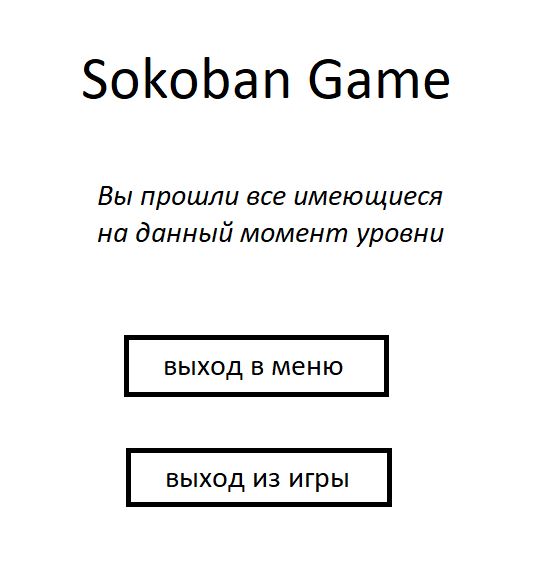 Sokoban Game
Вы прошли все имеющиеся
на данный момент уровни
выход в меню
выход из игры